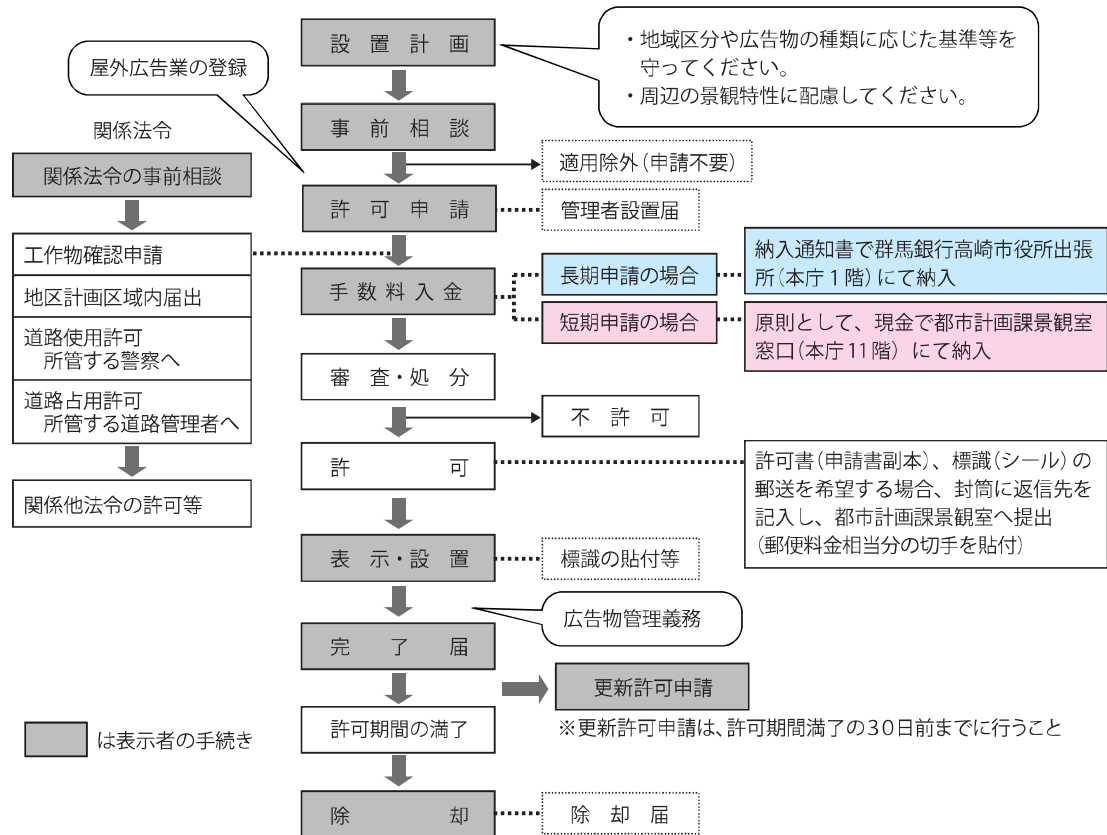 設置計画
・地域区分や広告物の種類に応じた基準等を
守ってください。
・周辺の景観特性に配慮してください。
屋外広告業の登録
事前相談
関係法令
関係法令の事前相談
適用除外（申請不要）
許可申請
管理者設置届
工作物確認申請
地区計画区域内届出
道路使用許可
所管する警察へ
道路占用許可
所管する道路管理者へ
関係他法令の許可等
手数料入金
長期申請の場合
納入通知書で群馬銀行高崎市役所出張
所（本庁１階）にて納入
短期申請の場合
原則として、現金で都市計画課景観室
窓口（本庁11階） にて納入
審査・処分
不許可
許可
許可書（申請書副本）、標識（シール）の
郵送を希望する場合、封筒に返信先を
記入し、都市計画課景観室へ提出
（郵便料金相当分の切手を貼付）
表示・設置
標識の貼付等
広告物管理義務
完了届
更新許可申請
※更新許可申請は、許可期間満了の３０日前までに行うこと
許可期間の満了
は表示者の手続き
除却
除却届